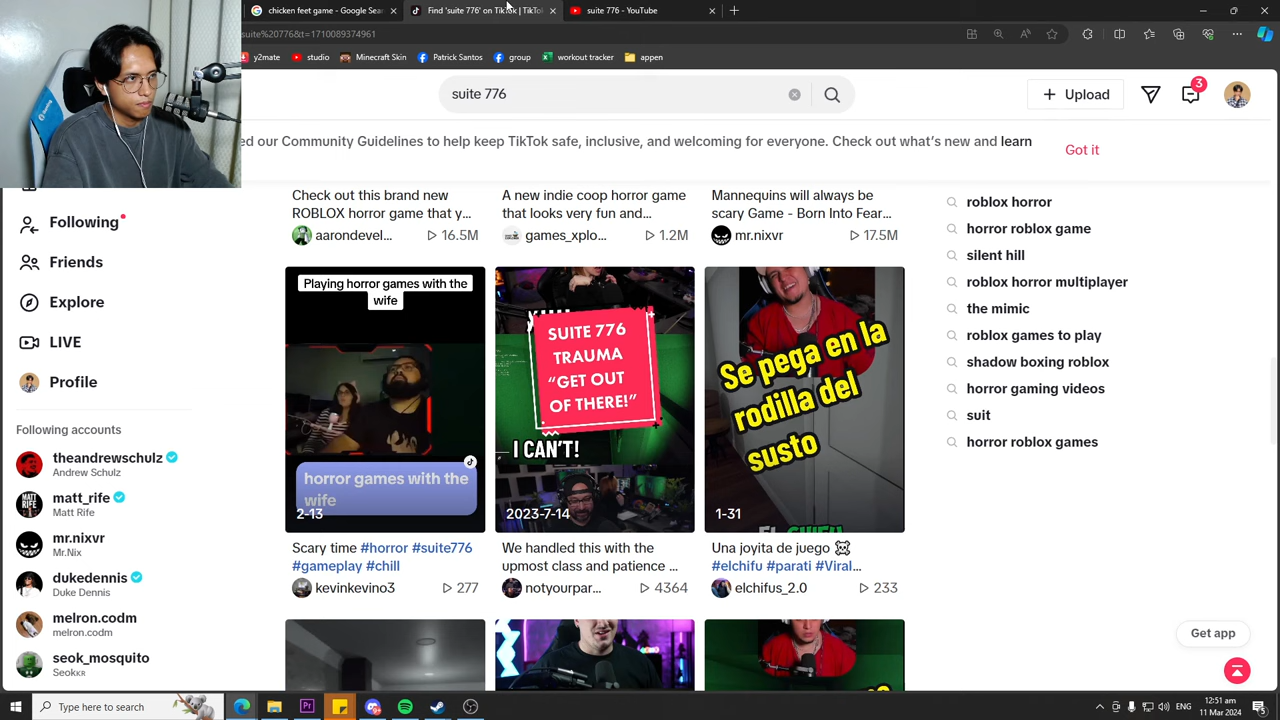 chicken feet game - Google Sear
Find 'suite 776' on TikTok | TikTok
suite 776 - YouTube
suite%20776&t=1710089374961
y2mate
studio
Minecraft Skin
Patrick Santos
group
workout tracker
appen
suite 776
Upload
3
ed our Community Guidelines to help keep TikTok safe, inclusive, and welcoming for everyone. Check out what's new and learn
Got it
Following
Friends
Explore
LIVE
Profile
Following accounts
theandrewschulz
Andrew Schulz
matt_rife
Matt Rife
mr.nixvr
Mr.Nix
dukedennis
Duke Dennis
melron.codm
melron.codm
seok_mosquito
Seokκʀ
Check out this brand new
ROBLOX horror game that y...
aarondevel...
16.5M
A new indie coop horror game
that looks very fun and...
games_xplo...
1.2M
Mannequins will always be
scary Game - Born Into Fear...
mr.nixvr
17.5M
Playing horror games with the
wife
horror games with the
wife
2-13
Scary time #horror #suite776
#gameplay #chill
kevinkevino3
277
SUITE 776
TRAUMA
"GET OUT
OF THERE!"
I CAN'T!
2023-7-14
We handled this with the
upmost class and patience ...
notyourpar...
4364
Se pega en la
rodilla del
susto
1-31
Una joyita de juego
#elchifu #parati #Viral...
elchifus_2.0
233
roblox horror
horror roblox game
silent hill
roblox horror multiplayer
the mimic
roblox games to play
shadow boxing roblox
horror gaming videos
suit
horror roblox games
Get app
Type here to search
ENG
12:51 am
11 Mar 2024
5